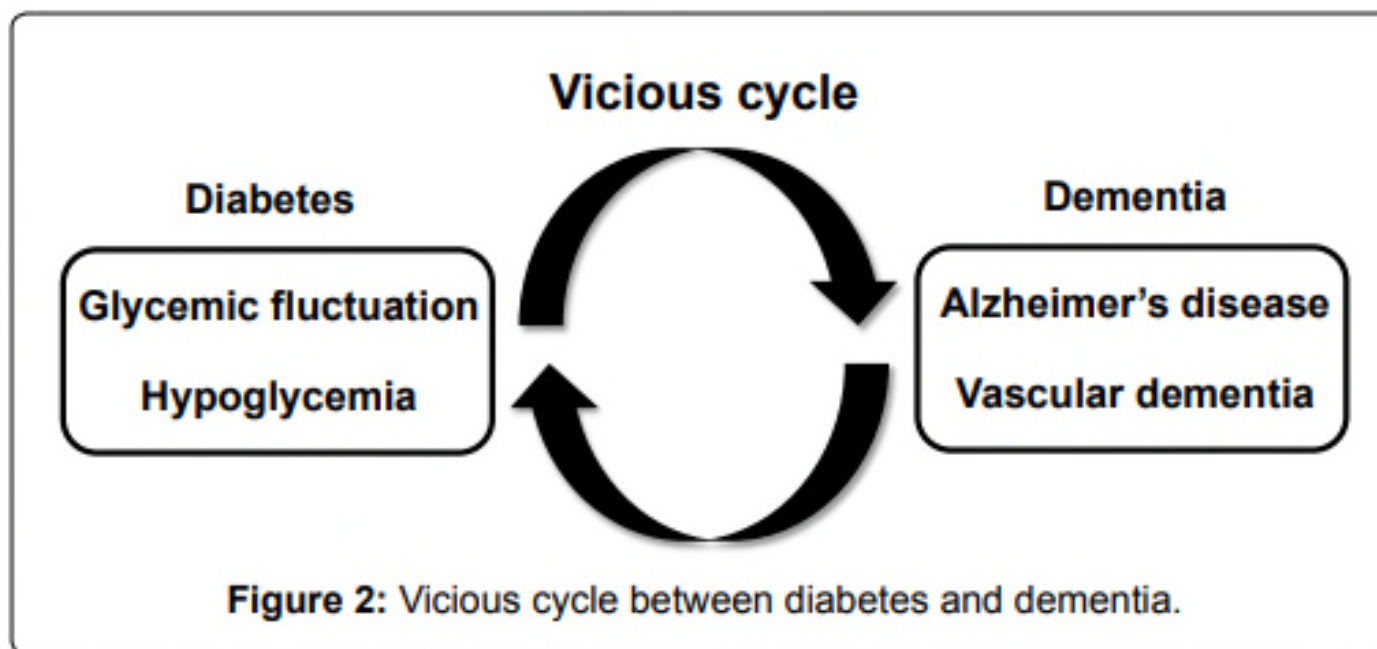 Vicious cycle
Diabetes
Glycemic fluctuation
Hypoglycemia
Dementia
Alzheimer’s disease
Vascular dementia
Figure 2: Vicious cycle between diabetes and dementia.